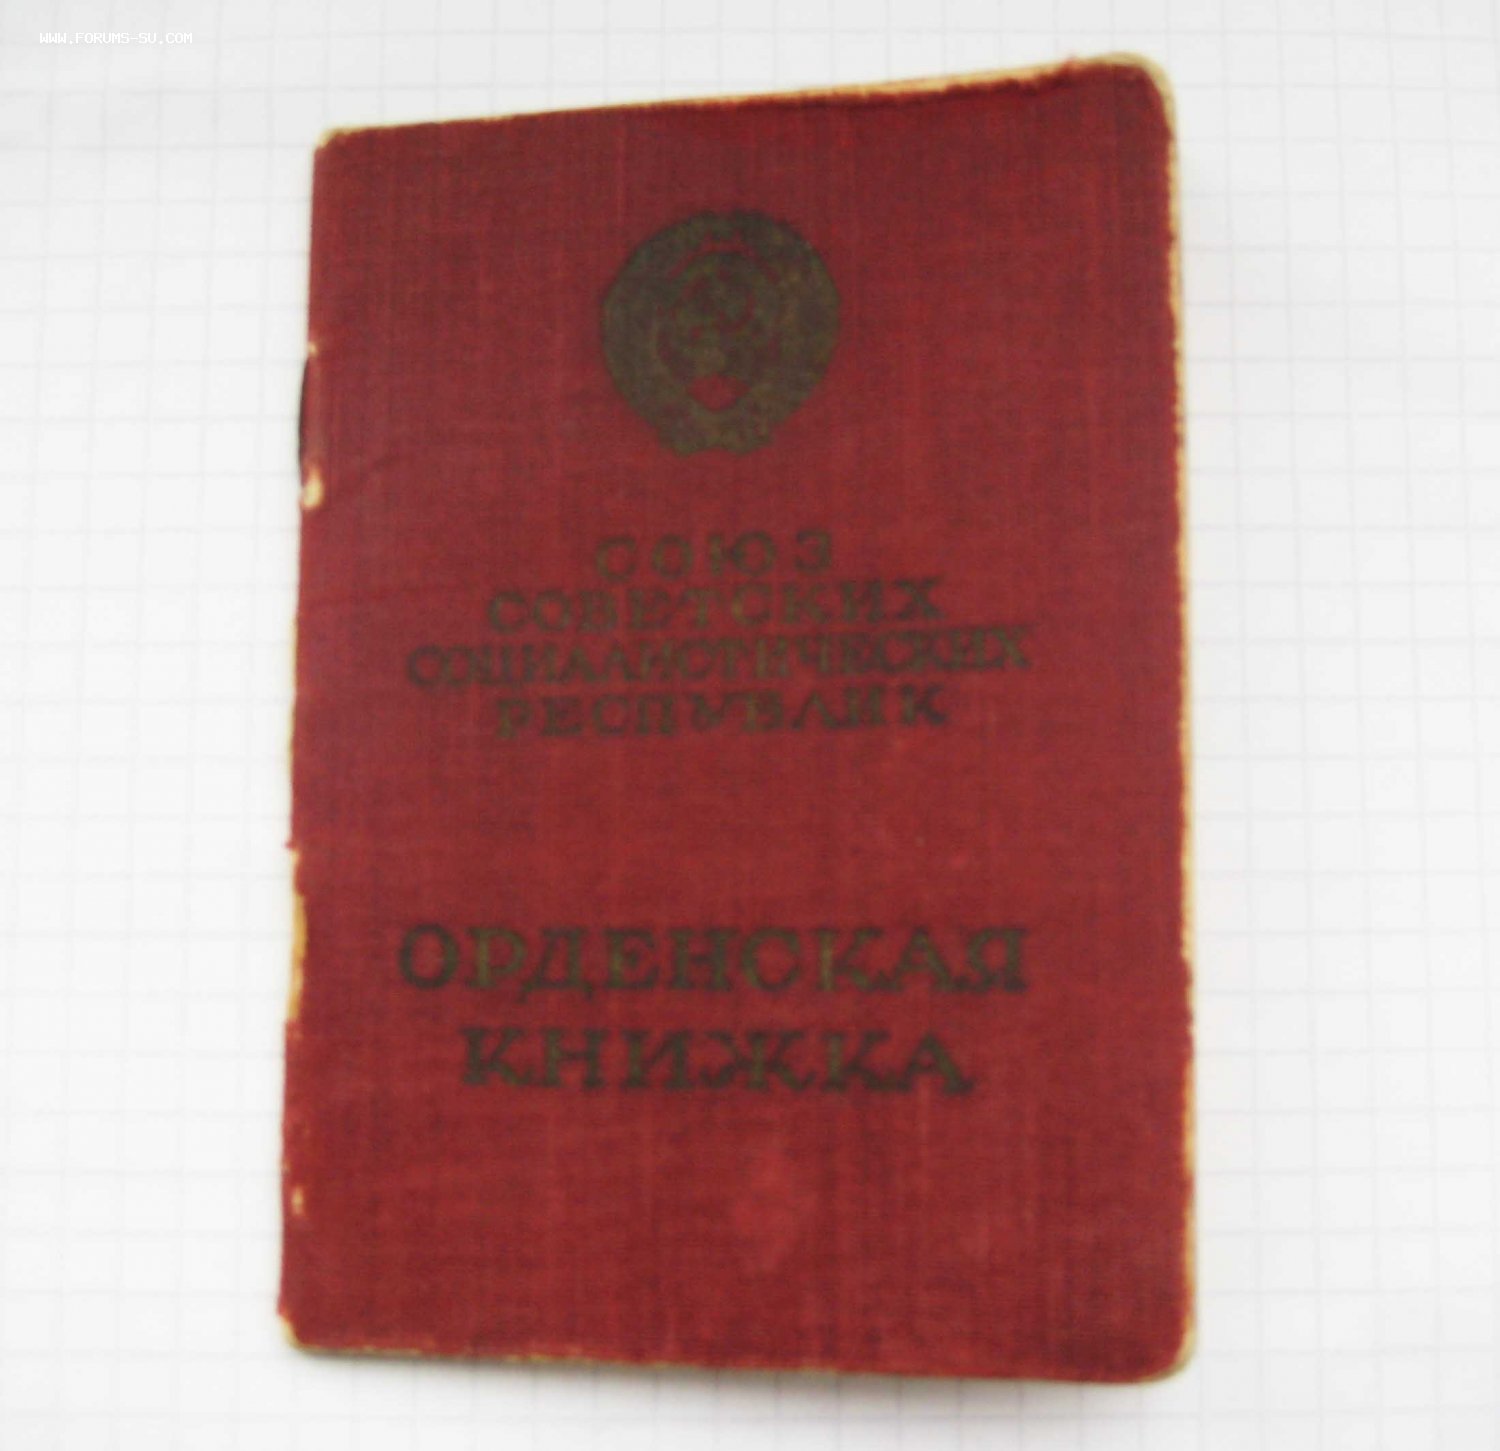 WWW.FORUMS-SU.COM
СОЮЗ
СОВЕТСКИХ
СОЦИАЛИСТИЧЕСКИХ
РЕСПУБЛИК
ОРДЕНСКАЯ
КНИЖКА